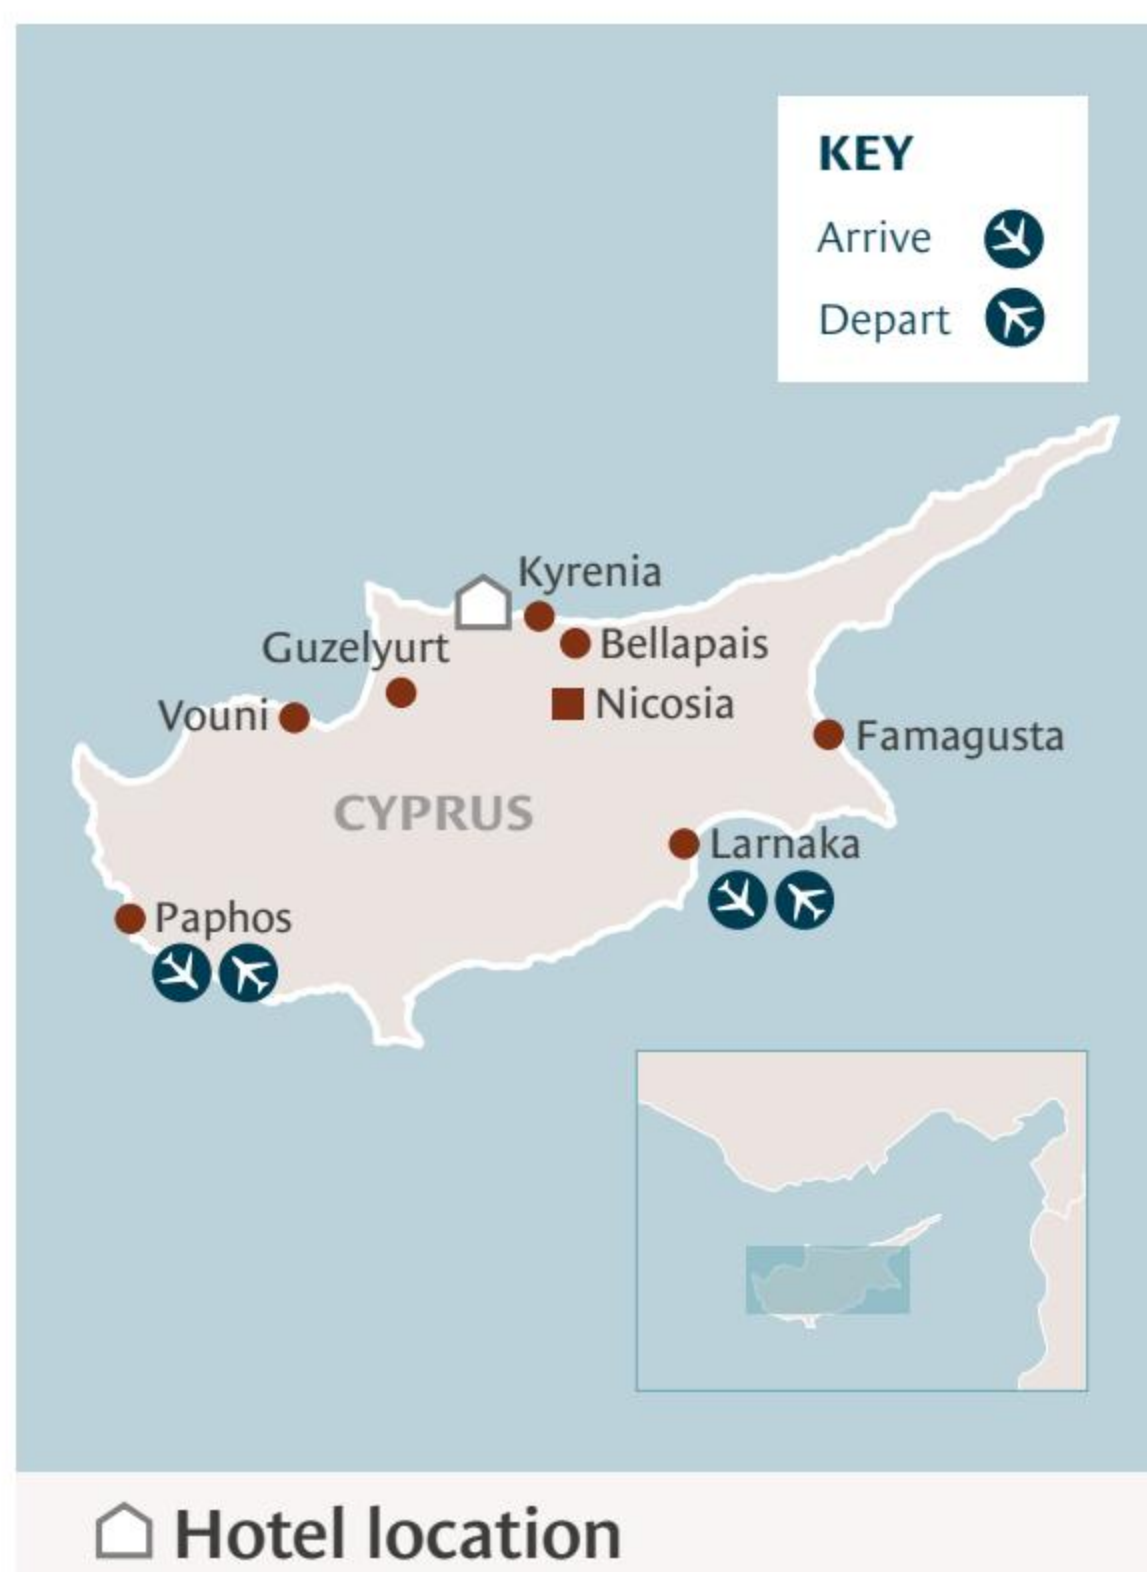 KEY
Arrive
Depart
Kyrenia
Guzelyurt
Bellapais
Vouni
Nicosia
Famagusta
CYPRUS
Larnaka
Paphos
Hotel location